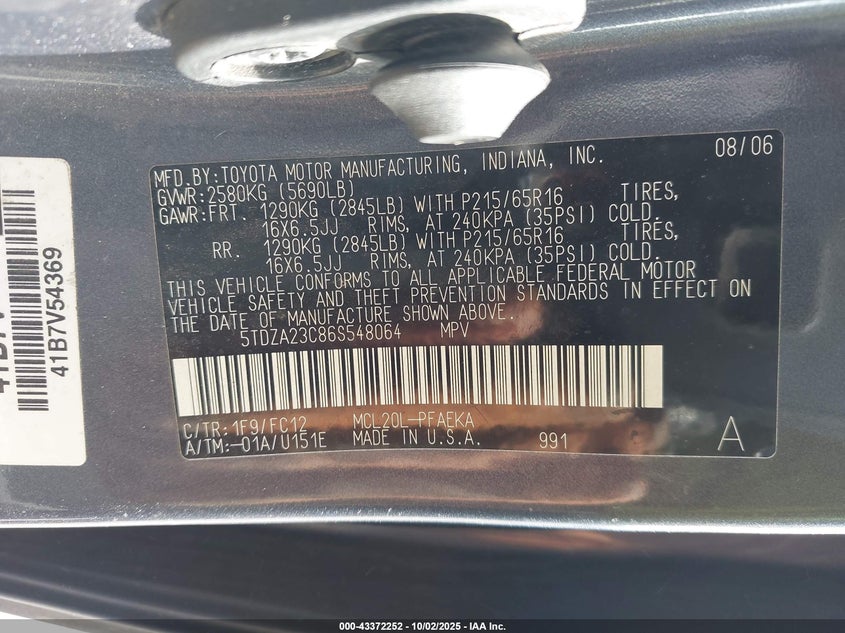 MFD.BY:TOYOTA MOTOR MANUFACTURING, INDIANA, INC. 08/06
GVWR:2580KG (5690LB)
GAWR:FRT. 1290KG (2845LB) WITH P215/65R16 TIRES,
16X6.5JJ RIMS, AT 240KPA (35PSI) COLD.
RR. 1290KG (2845LB) WITH P215/65R16 TIRES,
16X6.5JJ RIMS, AT 240KPA (35PSI) COLD.
THIS VEHICLE CONFORMS TO ALL APPLICABLE FEDERAL MOTOR
VEHICLE SAFETY AND THEFT PREVENTION STANDARDS IN EFFECT ON
THE DATE OF MANUFACTURE SHOWN ABOVE.
5TDZA23C86S548064 MPV
C/TR:1F9/FC12 MCL20L-PFAEKA
A/TM:-01A/U151E MADE IN U.S.A. 991 A
41B7V54369
000-43372252 - 10/02/2025 - IAA Inc.